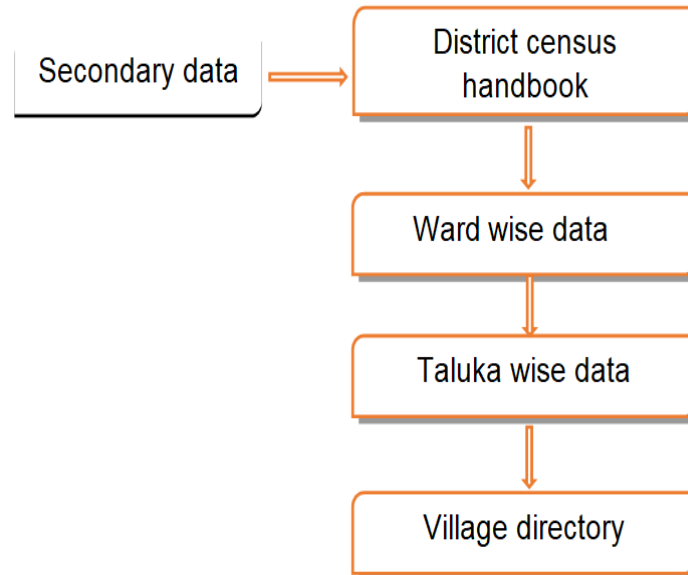 Secondary data
District census
handbook
Ward wise data
Taluka wise data
Village directory